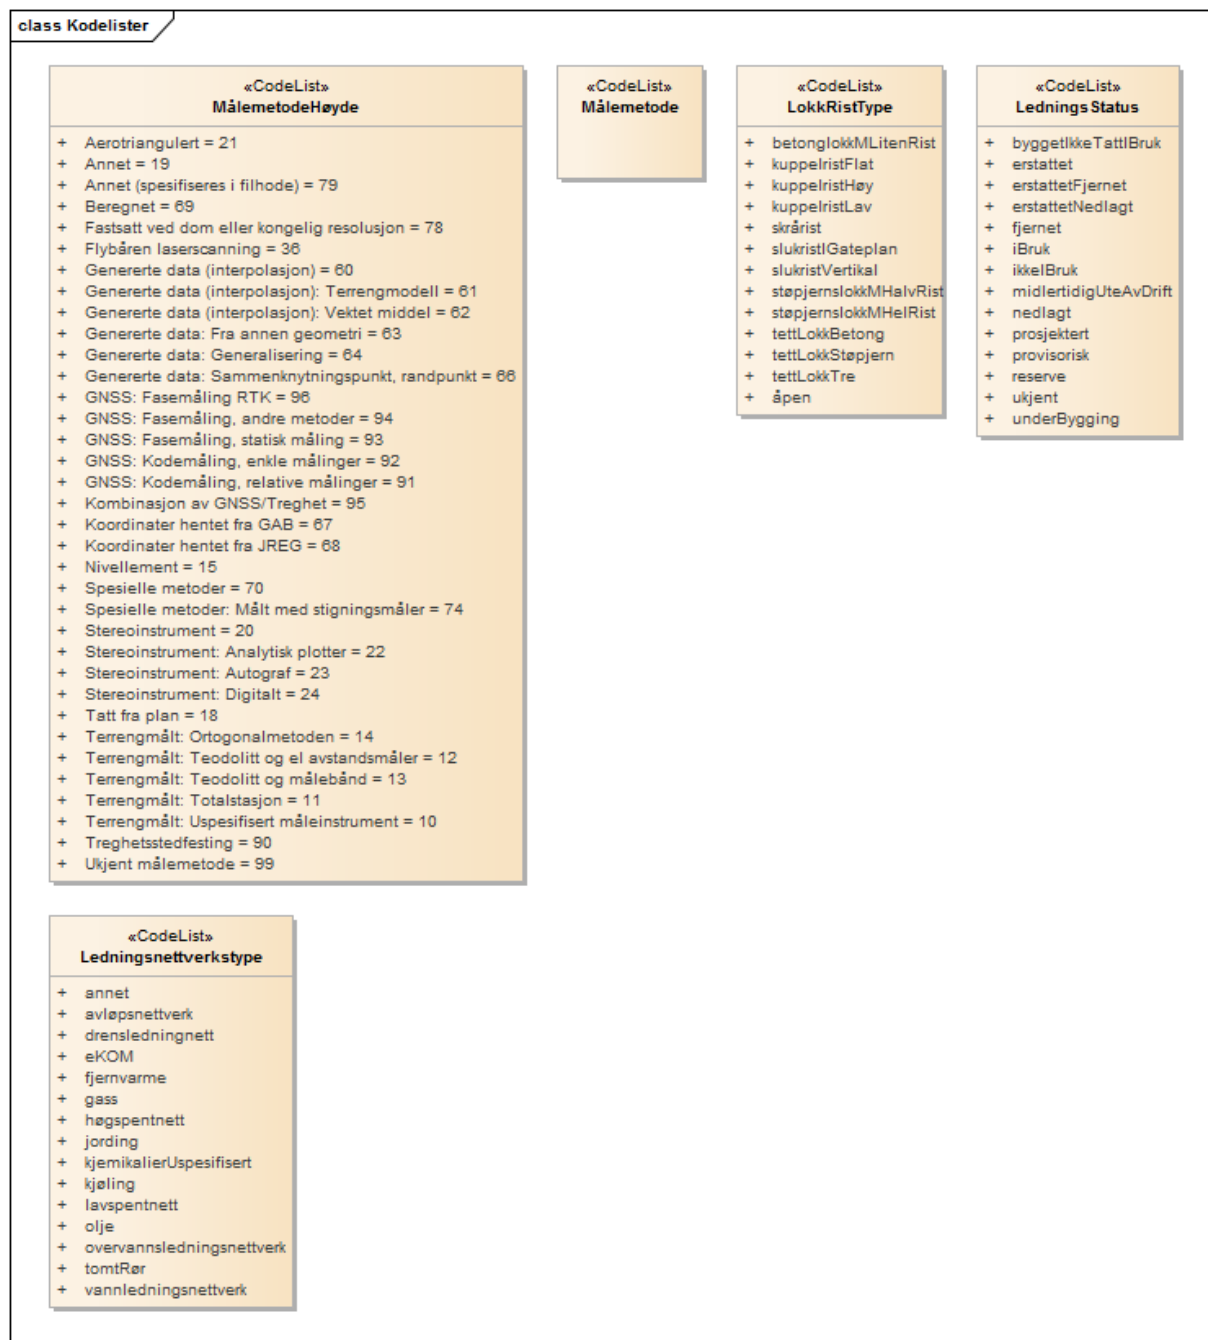 class Kodelister
«CodeList»
MålemetodeHøyde
+ Aerotriangulert = 21
+ Annet = 19
+ Annet (spesifiseres i filhode) = 79
+ Beregnet = 69
+ Fastsatt ved dom eller kongelig resolusjon = 78
+ Flybåren laserscanning = 36
+ Genererte data (interpolasjon) = 60
+ Genererte data (interpolasjon): Terrengmodell = 61
+ Genererte data (interpolasjon): Vektet middel = 62
+ Genererte data: Fra annen geometri = 63
+ Genererte data: Generalisering = 64
+ Genererte data: Sammenknytningspunkt, randpunkt = 66
+ GNSS: Fasemåling RTK = 96
+ GNSS: Fasemåling, andre metoder = 94
+ GNSS: Fasemåling, statisk måling = 93
+ GNSS: Kodemåling, enkle målinger = 92
+ GNSS: Kodemåling, relative målinger = 91
+ Kombinasjon av GNSS/Treghet = 95
+ Koordinater hentet fra GAB = 67
+ Koordinater hentet fra JREG = 68
+ Nivellement = 15
+ Spesielle metoder = 70
+ Spesielle metoder: Målt med stigningsmåler = 74
+ Stereoinstrument = 20
+ Stereoinstrument: Analytisk plotter = 22
+ Stereoinstrument: Autograf = 23
+ Stereoinstrument: Digitalt = 24
+ Tatt fra plan = 18
+ Terrengmålt: Ortogonalmetoden = 14
+ Terrengmålt: Teodolitt og el avstandsmåler = 12
+ Terrengmålt: Teodolitt og målebånd = 13
+ Terrengmålt: Totalstasjon = 11
+ Terrengmålt: Uspesifisert måleinstrument = 10
+ Treghetsstedfesting = 90
+ Ukjent målemetode = 99
«CodeList»
Målemetode
«CodeList»
LokkRistType
+ betonglokkMLitenRist
+ kuppelristFlat
+ kuppelristHøy
+ kuppelristLav
+ skrårist
+ slukristIGateplan
+ slukristVertikal
+ støpjernslokkMHalvRist
+ støpjernslokkMHelRist
+ tettLokkBetong
+ tettLokkStøpjern
+ tettLokkTre
+ åpen
«CodeList»
LedningsStatus
+ byggetIkkeTattIBruk
+ erstattet
+ erstattetFjernet
+ erstattetNedlagt
+ fjernet
+ iBruk
+ ikkeIBruk
+ midlertidigUteAvDrift
+ nedlagt
+ prosjektert
+ provisorisk
+ reserve
+ ukjent
+ underBygging
«CodeList»
Ledningsnettverkstype
+ annet
+ avløpsnettverk
+ drensledningnett
+ eKOM
+ fjernvarme
+ gass
+ høgspentnett
+ jording
+ kjemikalierUspesifisert
+ kjøling
+ lavspentnett
+ olje
+ overvannsledningsnettverk
+ tomtRør
+ vannledningsnettverk